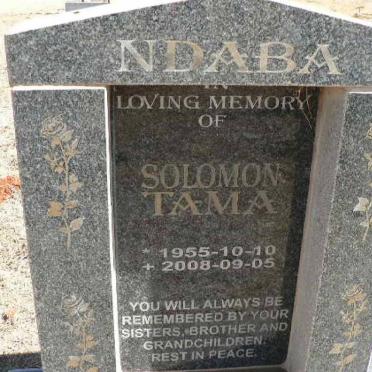 NDABA
IN
LOVING MEMORY
OF
SOLOMON
TAMA
* 1955-10-10
+ 2008-09-05
YOU WILL ALWAYS BE
REMEMBERED BY YOUR
SISTERS, BROTHER AND
GRANDCHILDREN.
REST IN PEACE.